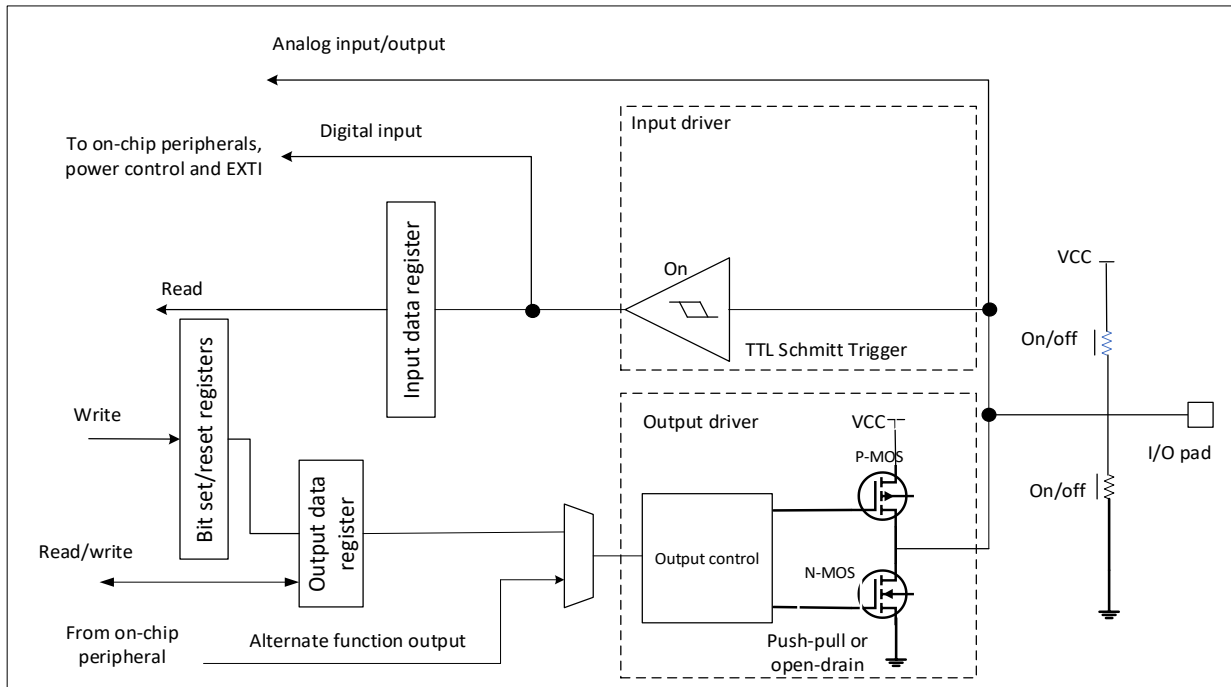 Analog input/output
To on-chip peripherals,
power control and EXTI
Digital input
Input driver
On
TTL Schmitt Trigger
Input data register
Read
VCC
On/off
I/O pad
On/off
Bit set/reset registers
Write
Output data
register
Read/write
From on-chip
peripheral
Alternate function output
Output driver
VCC
P-MOS
Output control
N-MOS
Push-pull or
open-drain